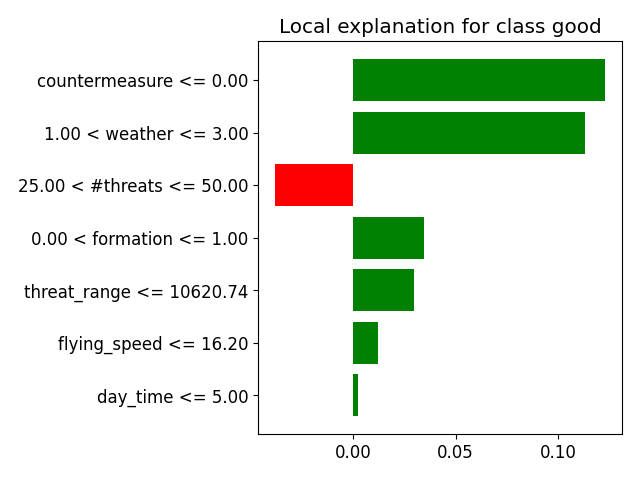 Local explanation for class good
countermeasure <= 0.00
1.00 < weather <= 3.00
25.00 < #threats <= 50.00
0.00 < formation <= 1.00
threat_range <= 10620.74
flying_speed <= 16.20
day_time <= 5.00
0.00 0.05 0.10